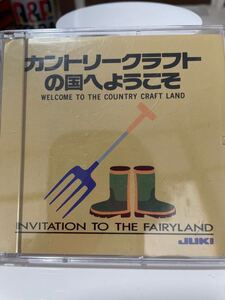 カントリークラフト
の国へようこそ
WELCOME TO THE COUNTRY CRAFT LAND
INVITATION TO THE FAIRYLAND
JUKI